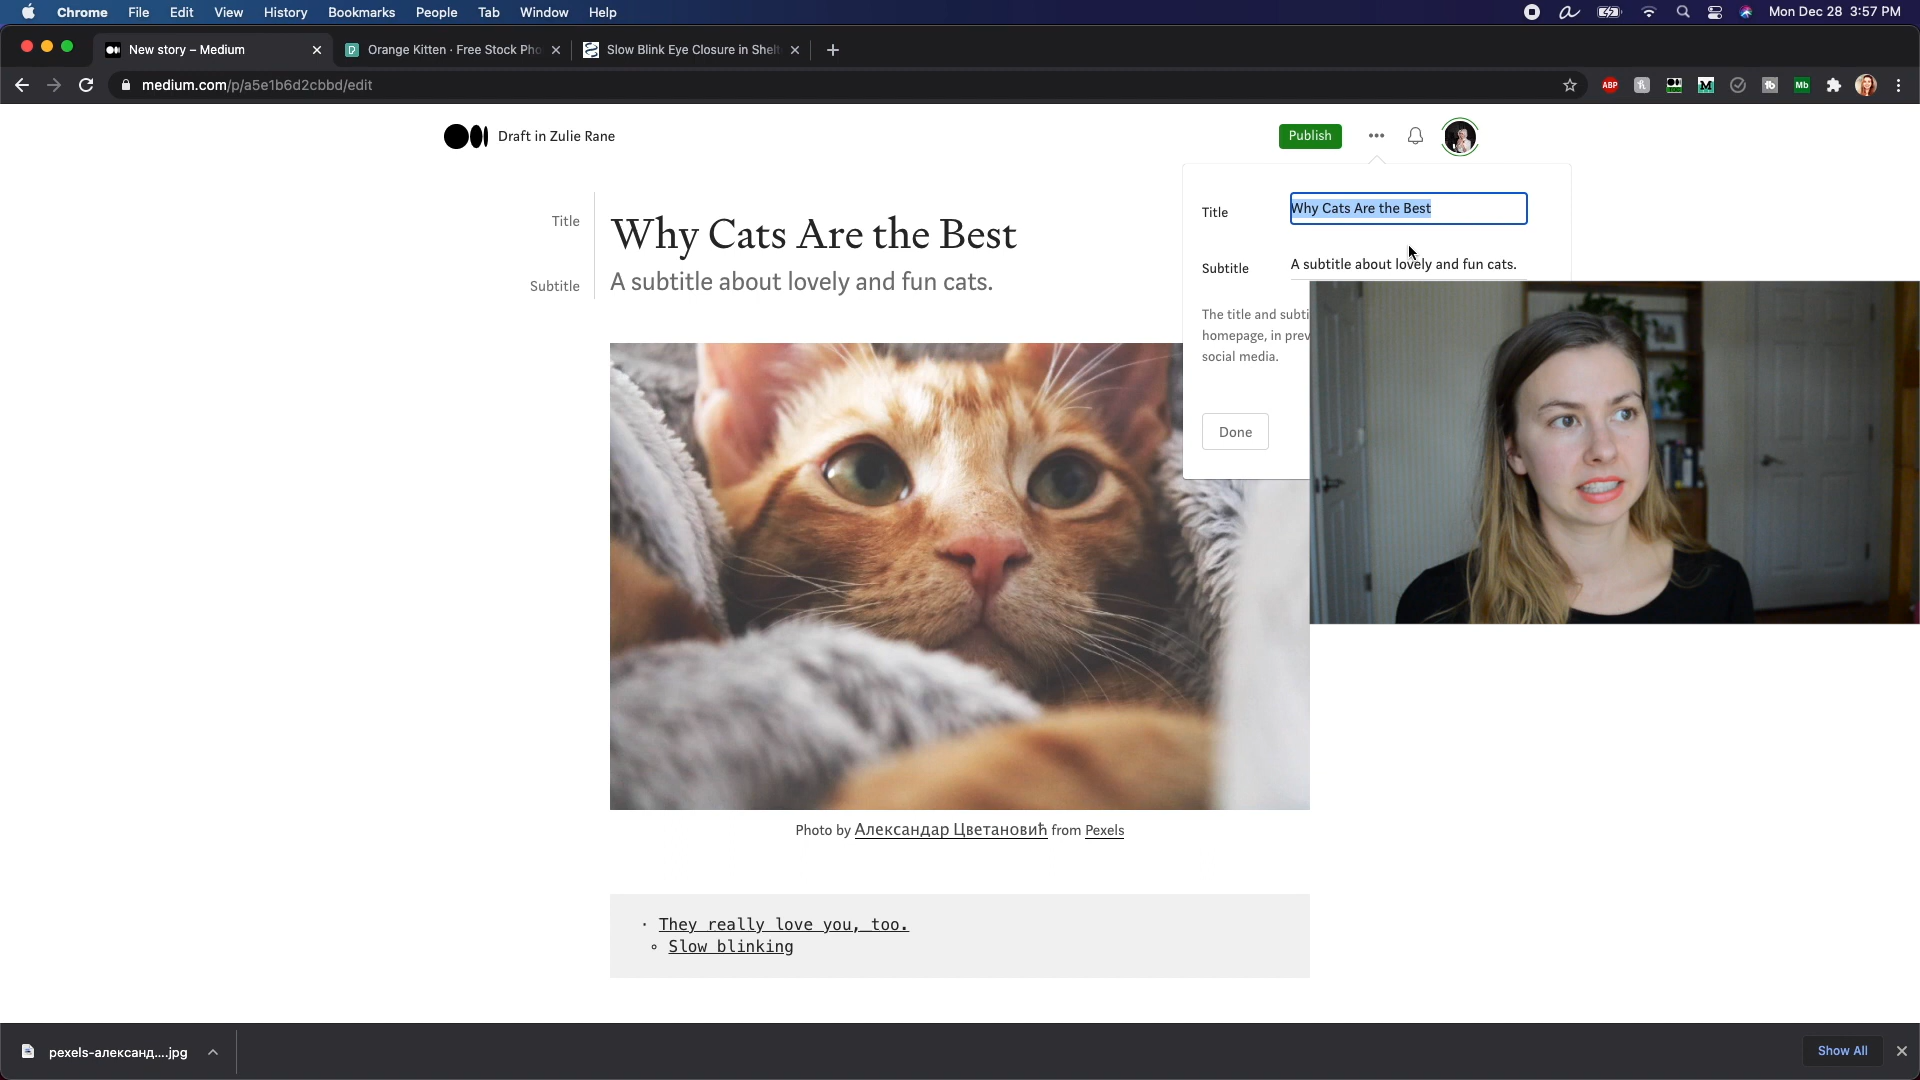 Chrome File Edit View History Bookmarks People Tab Window Help
Mon Dec 28 3:57 PM
New story – Medium
Orange Kitten · Free Stock Pho
Slow Blink Eye Closure in Shelt
medium.com/p/a5e1b6d2cbbd/edit
ABP
Mb
Draft in Zulie Rane
Publish
Title
Why Cats Are the Best
Subtitle
A subtitle about lovely and fun cats.
Title
Why Cats Are the Best
Subtitle
A subtitle about lovely and fun cats.
The title and subti
homepage, in prev
social media.
Done
Photo by Александар Цветановић from Pexels
· They really love you, too.
∘ Slow blinking
pexels-александ....jpg
Show All